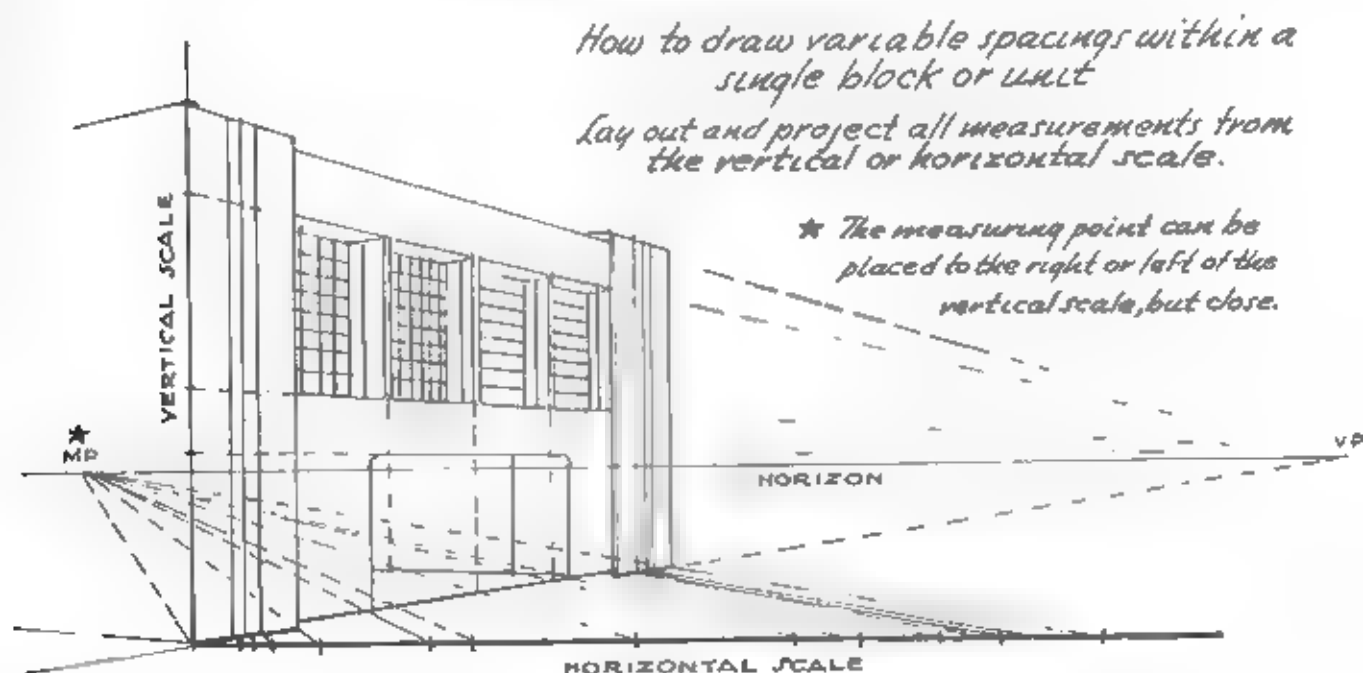 How to draw variable spacings within a
single block or unit
Lay out and project all measurements from
the vertical or horizontal scale.
★ The measuring point can be
placed to the right or left of the
vertical scale, but close.
VERTICAL SCALE
★
MP
VP
HORIZON
HORIZONTAL SCALE